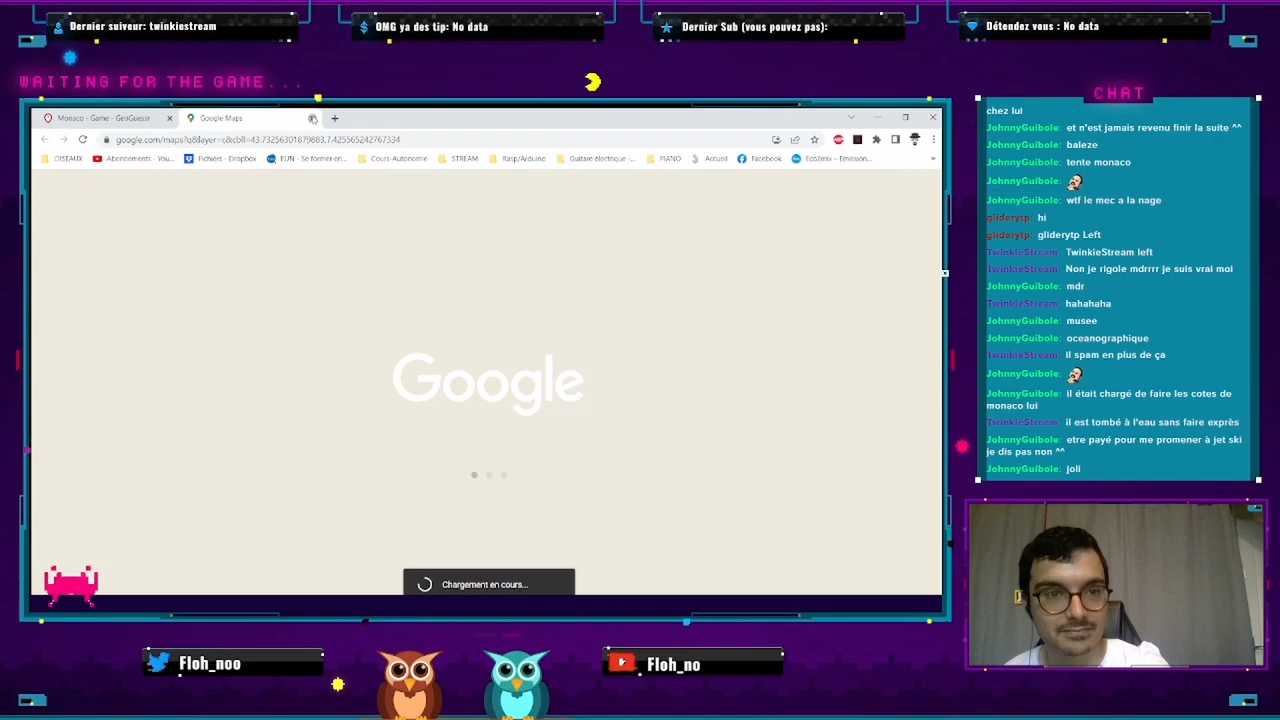 Dernier suiveur: twinkiestream
OMG ya des tip: No data
Dernier Sub (vous pouvez pas):
Détendez vous : No data
WAITING FOR THE GAME...
Monaco - Game - GeoGuessr
Google Maps
google.com/maps?q&layer=c&cbll=43.73256301879883,7.425565242767334
OISEAUX
Abonnements - You...
Fichiers - Dropbox
FUN - Se former en...
Cours-Autonomie
STREAM
Rasp/Arduino
Guitare électrique -...
PIANO
Accueil
Facebook
Eco2mix – Emission...
Google
Chargement en cours...
CHAT
chez lui
JohnnyGuibole: et n'est jamais revenu finir la suite ^^
JohnnyGuibole: baleze
JohnnyGuibole: tente monaco
JohnnyGuibole:
JohnnyGuibole: wtf le mec a la nage
gliderytp: hi
gliderytp: gliderytp Left
TwinkieStream: TwinkieStream left
TwinkieStream: Non je rigole mdrrr je suis vrai moi
JohnnyGuibole: mdr
TwinkieStream: hahahaha
JohnnyGuibole: musee
JohnnyGuibole: oceanographique
TwinkieStream: il spam en plus de ça
JohnnyGuibole:
JohnnyGuibole: il était chargé de faire les cotes de
monaco lui
TwinkieStream: il est tombé à l'eau sans faire exprès
JohnnyGuibole: etre payé pour me promener à jet ski
je dis pas non ^^
JohnnyGuibole: joli
Floh_noo
Floh_no